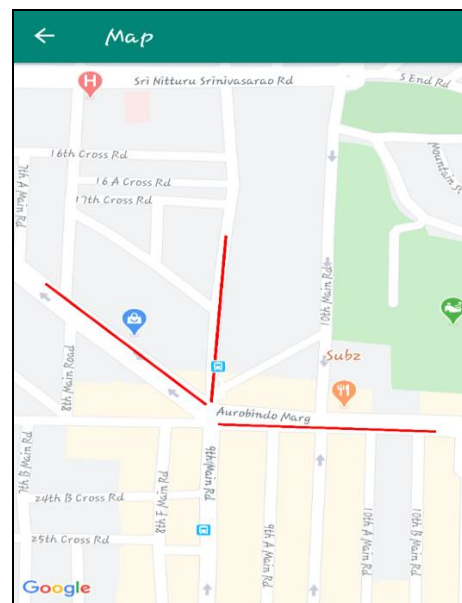 Map
Sri Nitturu Srinivasarao Rd
S End Rd
H
16th Cross Rd
16 A Cross Rd
17th Cross Rd
7th A Main Rd
Mountain St
10th Main Rd
8th Main Road
Subz
Aurobindo Marg
7th B Main Rd
8th F Main Rd
9th Main Rd
9th A Main Rd
10th A Main Rd
10th B Main Rd
24th B Cross Rd
25th Cross Rd
Google